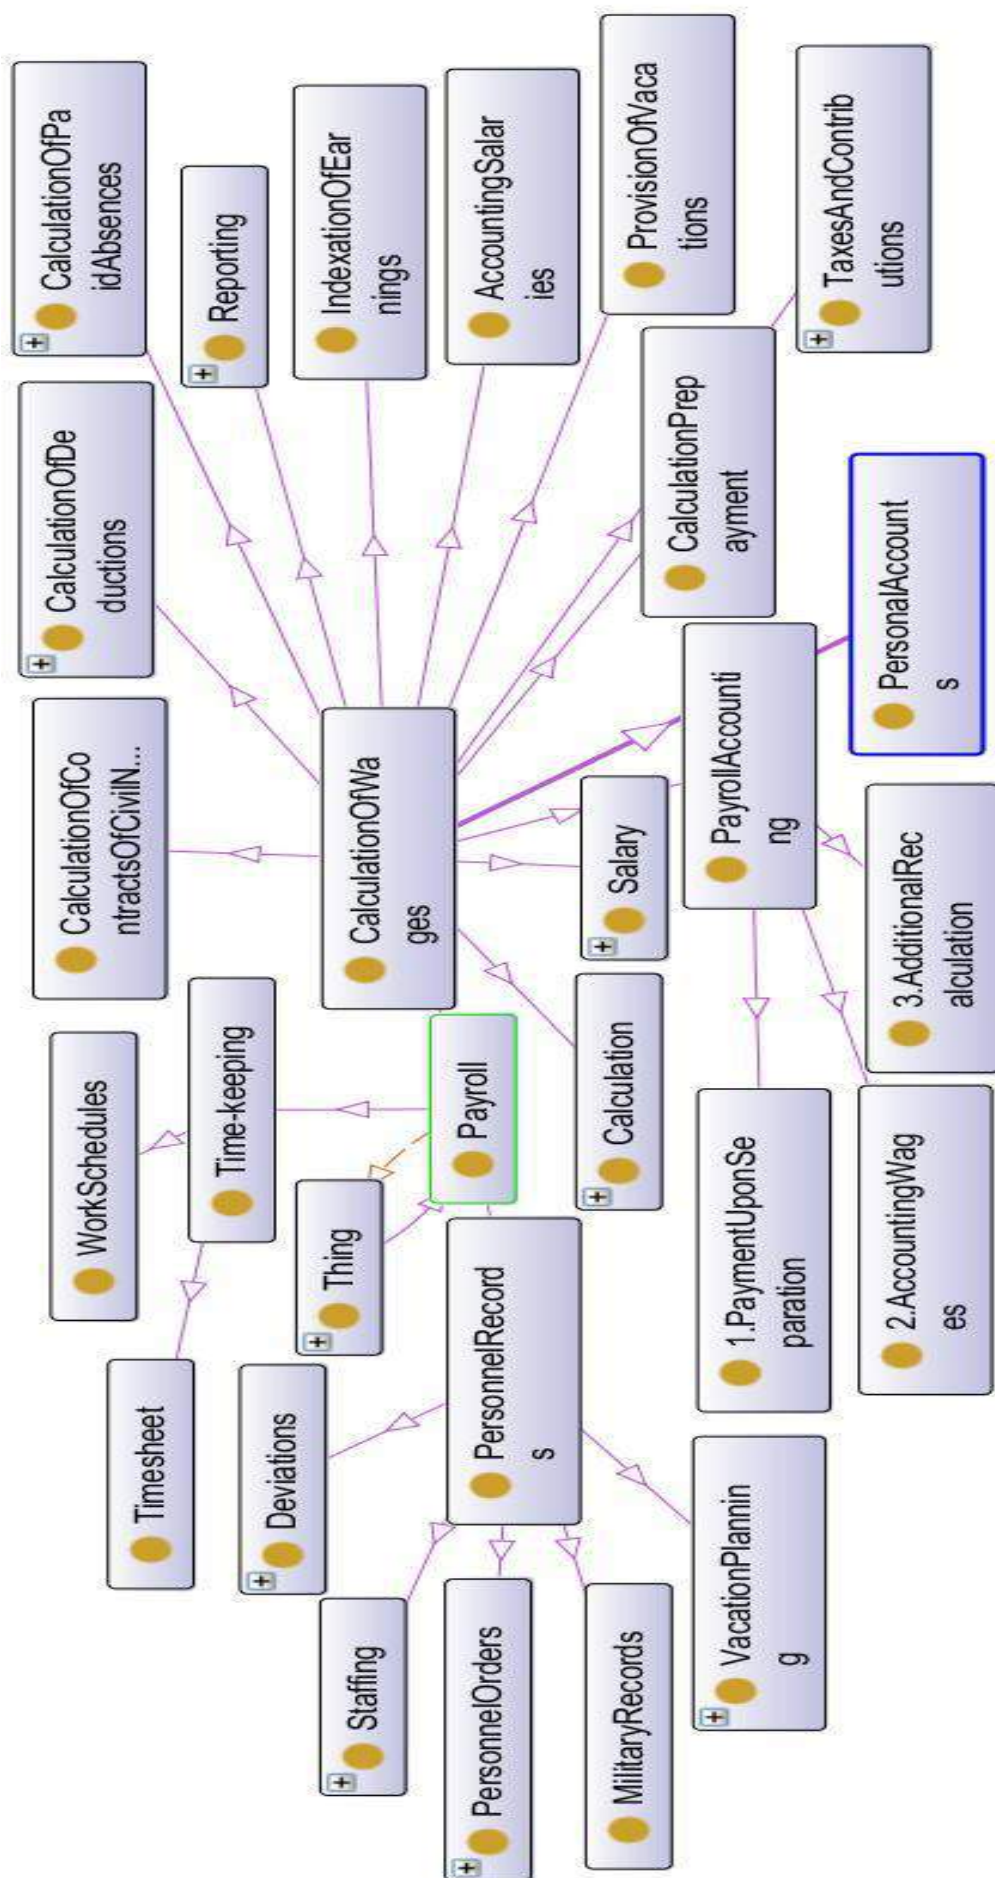 CalculationOfCo
ntractsOfCivilN...
CalculationOfDe
ductions
CalculationOfPa
idAbsences
WorkSchedules
Timesheet
Time-keeping
Reporting
Deviations
Thing
IndexationOfEar
nings
Staffing
CalculationOfWa
ges
PersonnelOrders
PersonnelRecord
s
Payroll
AccountingSalar
ies
MilitaryRecords
Calculation
Salary
ProvisionOfVaca
tions
CalculationPrep
ayment
VacationPlannin
g
1.PaymentUponSe
paration
PayrollAccounti
ng
TaxesAndContrib
utions
2.AccountingWag
es
3.AdditionalRec
alculation
PersonalAccount
s